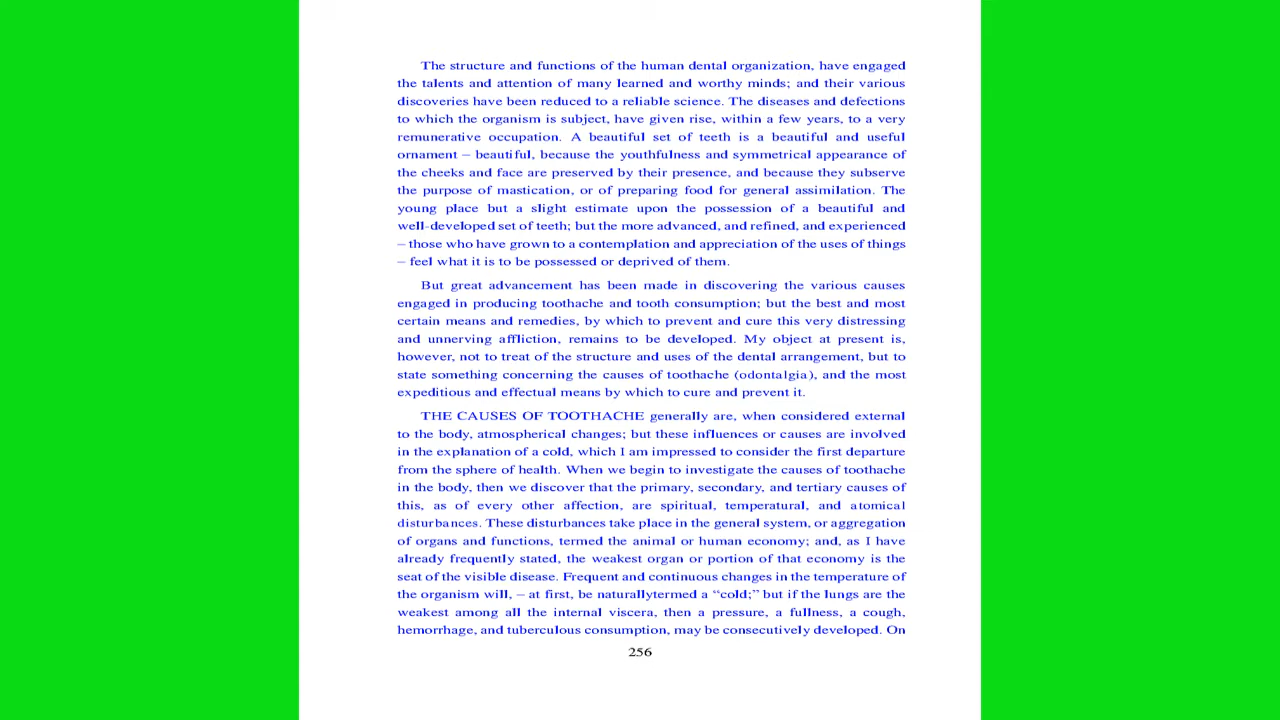 The structure and functions of the human dental organization, have engaged
the talents and attention of many learned and worthy minds; and their various
discoveries have been reduced to a reliable science. The diseases and defections
to which the organism is subject, have given rise, within a few years, to a very
remunerative occupation. A beautiful set of teeth is a beautiful and useful
ornament – beautiful, because the youthfulness and symmetrical appearance of
the cheeks and face are preserved by their presence, and because they subserve
the purpose of mastication, or of preparing food for general assimilation. The
young place but a slight estimate upon the possession of a beautiful and
well-developed set of teeth; but the more advanced, and refined, and experienced
– those who have grown to a contemplation and appreciation of the uses of things
– feel what it is to be possessed or deprived of them.
But great advancement has been made in discovering the various causes
engaged in producing toothache and tooth consumption; but the best and most
certain means and remedies, by which to prevent and cure this very distressing
and unnerving affliction, remains to be developed. My object at present is,
however, not to treat of the structure and uses of the dental arrangement, but to
state something concerning the causes of toothache (odontalgia), and the most
expeditious and effectual means by which to cure and prevent it.
THE CAUSES OF TOOTHACHE generally are, when considered external
to the body, atmospherical changes; but these influences or causes are involved
in the explanation of a cold, which I am impressed to consider the first departure
from the sphere of health. When we begin to investigate the causes of toothache
in the body, then we discover that the primary, secondary, and tertiary causes of
this, as of every other affection, are spiritual, temperatural, and atomical
disturbances. These disturbances take place in the general system, or aggregation
of organs and functions, termed the animal or human economy; and, as I have
already frequently stated, the weakest organ or portion of that economy is the
seat of the visible disease. Frequent and continuous changes in the temperature of
the organism will, – at first, be naturallytermed a “cold;” but if the lungs are the
weakest among all the internal viscera, then a pressure, a fullness, a cough,
hemorrhage, and tuberculous consumption, may be consecutively developed. On
256